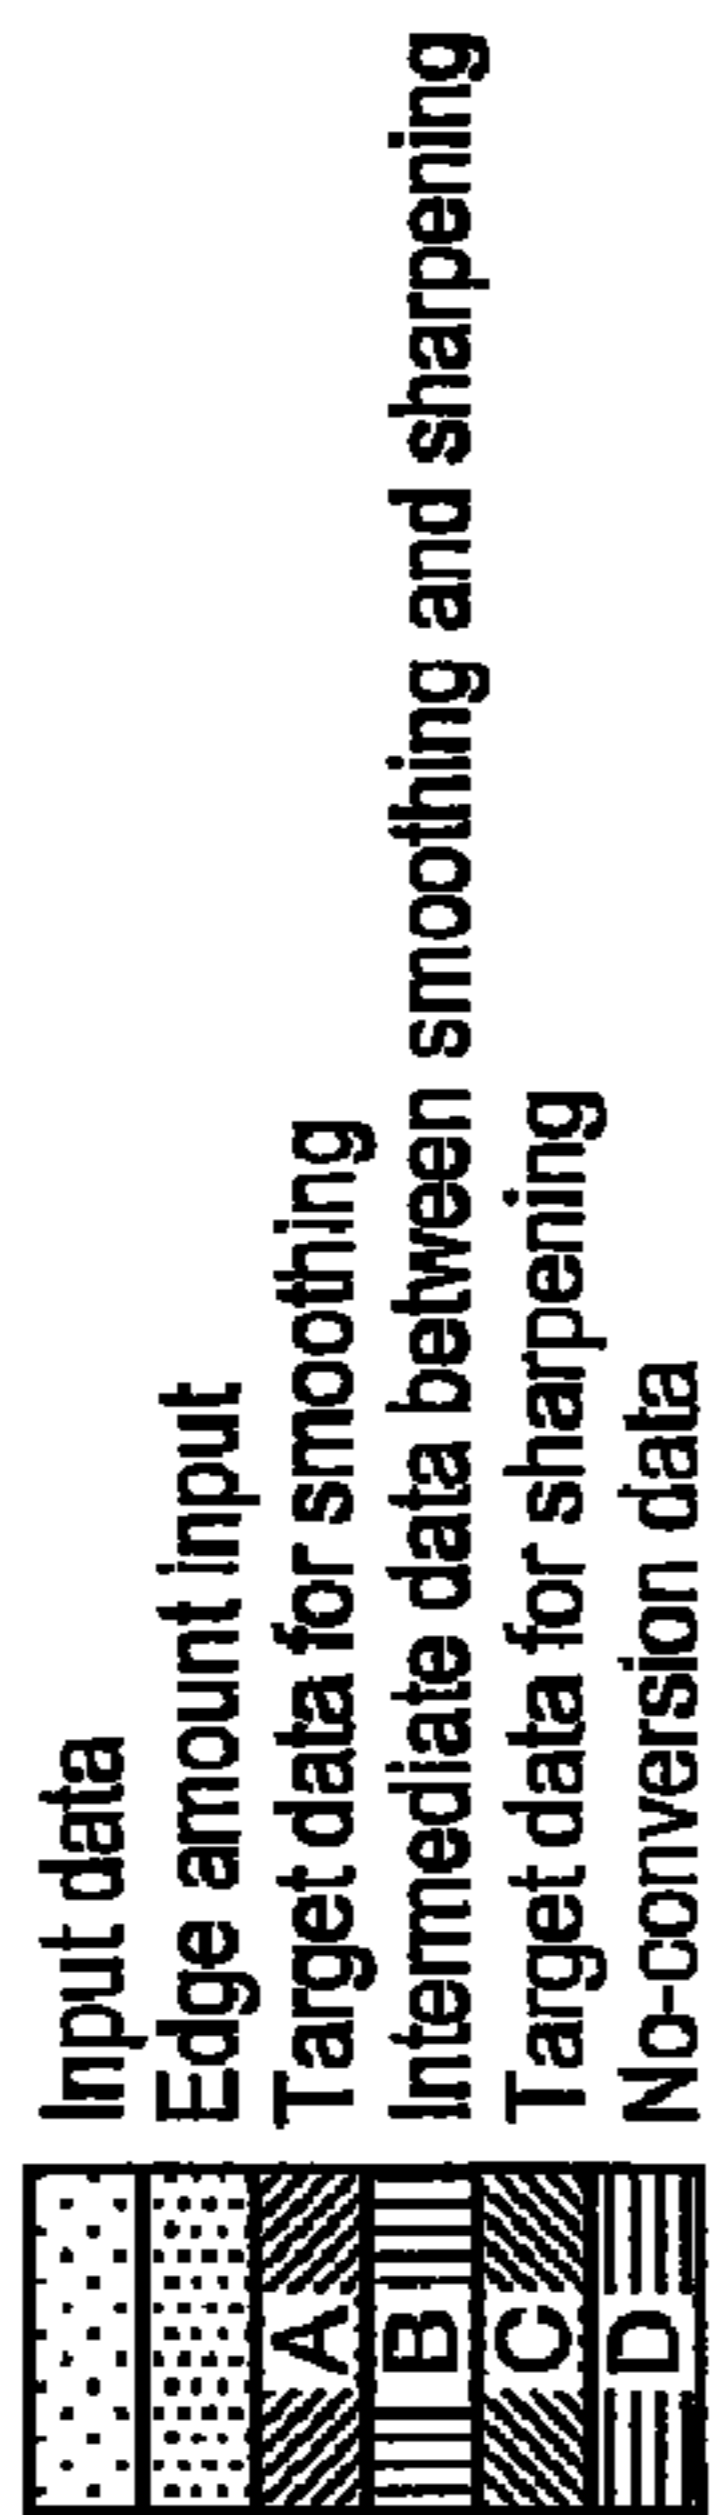 Input data
Edge amount input
A Target data for smoothing
B Intermediate data between smoothing and sharpening
C Target data for sharpening
D No-conversion data